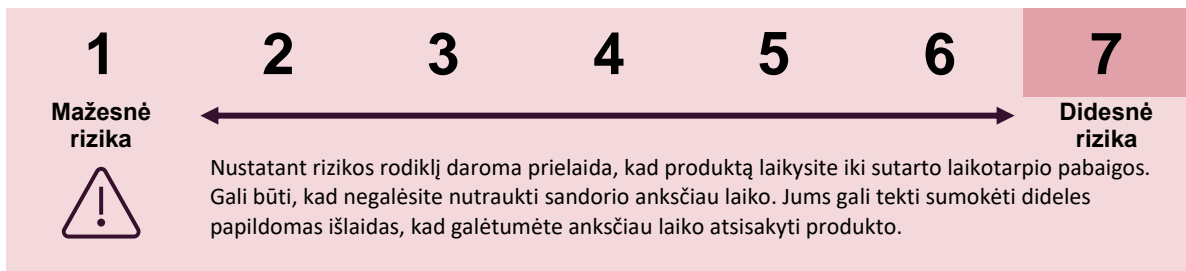 1 2 3 4 5 6 7
Mažesnė rizika
Didesnė rizika
Nustatant rizikos rodiklį daroma prielaida, kad produktą laikysite iki sutarto laikotarpio pabaigos.
Gali būti, kad negalėsite nutraukti sandorio anksčiau laiko. Jums gali tekti sumokėti dideles
papildomas išlaidas, kad galėtumėte anksčiau laiko atsisakyti produkto.